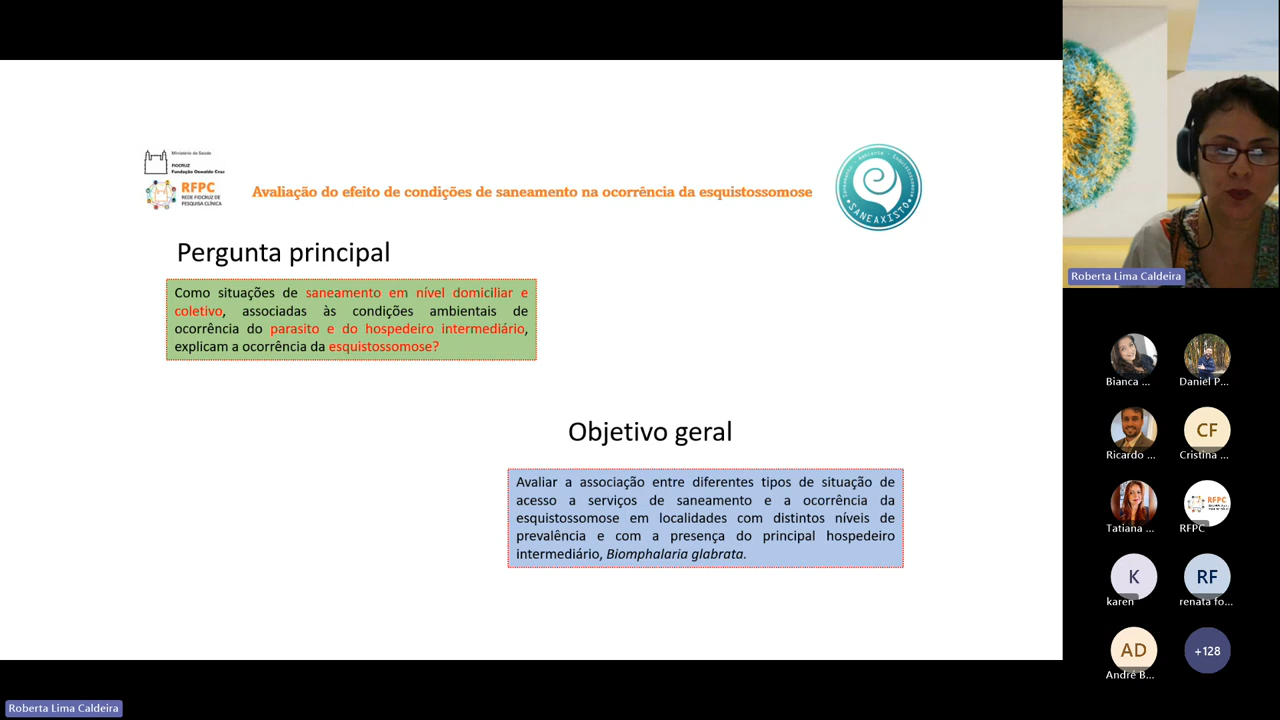 Ministério da Saúde
FIOCRUZ
Fundação Oswaldo Cruz
RFPC
REDE FIOCRUZ DE
PESQUISA CLÍNICA
Avaliação do efeito de condições de saneamento na ocorrência da esquistossomose
SANEAXISTO
Pergunta principal
Como situações de saneamento em nível domiciliar e
coletivo, associadas às condições ambientais de
ocorrência do parasito e do hospedeiro intermediário,
explicam a ocorrência da esquistossomose?
Objetivo geral
Avaliar a associação entre diferentes tipos de situação de
acesso a serviços de saneamento e a ocorrência da
esquistossomose em localidades com distintos níveis de
prevalência e com a presença do principal hospedeiro
intermediário, Biomphalaria glabrata.
Roberta Lima Caldeira
Bianca ...
Daniel P...
Ricardo ...
CF
Cristina ...
Tatiana ...
RFPC
RFPC
K
karen
RF
renata fo...
AD
André B...
+128
Roberta Lima Caldeira